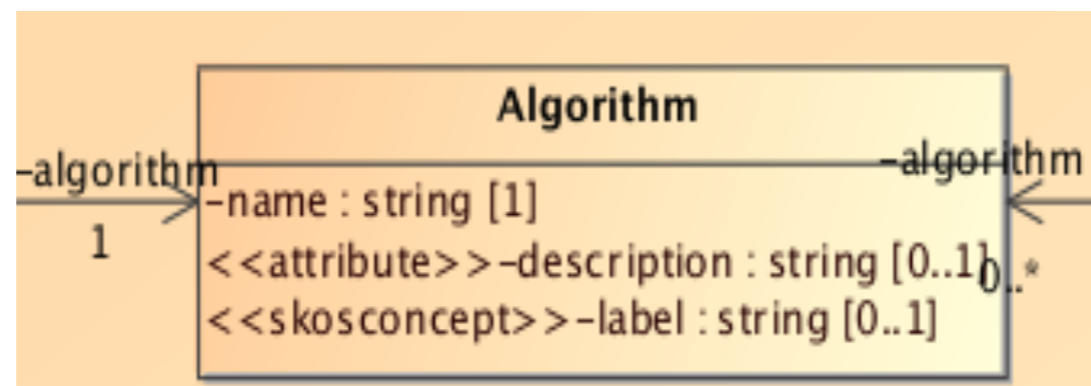 Algorithm
-algorithm
-algorithm
-name : string [1]
1
<<attribute>>-description : string [0..1]
0..*
<<skosconcept>>-label : string [0..1]